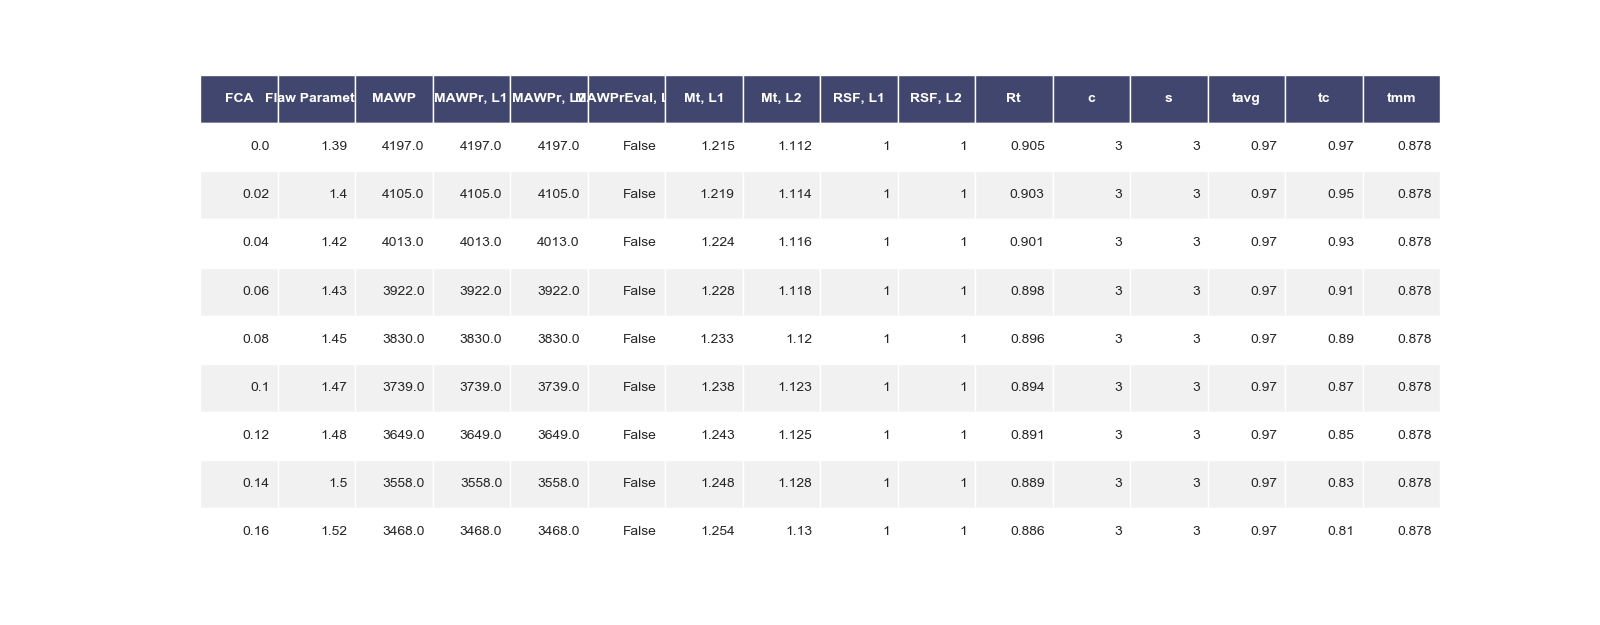 FCA Flaw Paramet MAWP MAWPr, L1 MAWPr, L2 MAWPrEval, L Mt, L1 Mt, L2 RSF, L1 RSF, L2 Rt c s tavg tc tmm
0.0 1.39 4197.0 4197.0 4197.0 False 1.215 1.112 1 1 0.905 3 3 0.97 0.97 0.878
0.02 1.4 4105.0 4105.0 4105.0 False 1.219 1.114 1 1 0.903 3 3 0.97 0.95 0.878
0.04 1.42 4013.0 4013.0 4013.0 False 1.224 1.116 1 1 0.901 3 3 0.97 0.93 0.878
0.06 1.43 3922.0 3922.0 3922.0 False 1.228 1.118 1 1 0.898 3 3 0.97 0.91 0.878
0.08 1.45 3830.0 3830.0 3830.0 False 1.233 1.12 1 1 0.896 3 3 0.97 0.89 0.878
0.1 1.47 3739.0 3739.0 3739.0 False 1.238 1.123 1 1 0.894 3 3 0.97 0.87 0.878
0.12 1.48 3649.0 3649.0 3649.0 False 1.243 1.125 1 1 0.891 3 3 0.97 0.85 0.878
0.14 1.5 3558.0 3558.0 3558.0 False 1.248 1.128 1 1 0.889 3 3 0.97 0.83 0.878
0.16 1.52 3468.0 3468.0 3468.0 False 1.254 1.13 1 1 0.886 3 3 0.97 0.81 0.878